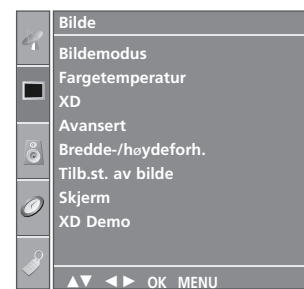 Bilde
Bildemodus
Fargetemperatur
XD
Avansert
Bredde-/høydeforh.
Tilb.st. av bilde
Skjerm
XD Demo
▲▼ ◄► OK MENU